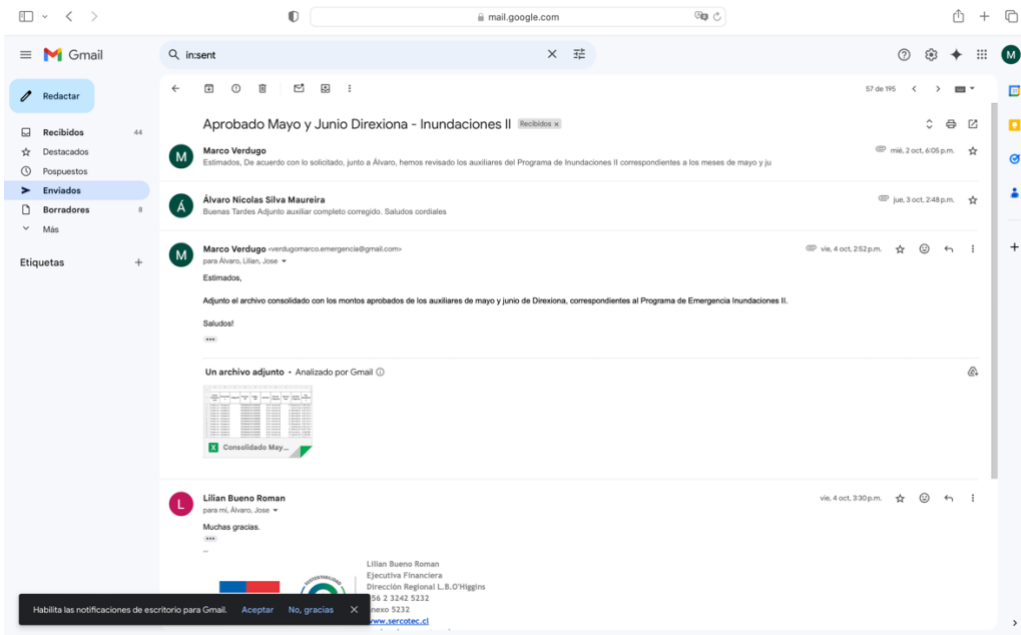 mail.google.com
Gmail
in:sent
M
Redactar
57 de 195
Recibidos 44
Destacados
Pospuestos
Enviados
Borradores 8
Más
Etiquetas
Aprobado Mayo y Junio Direxiona - Inundaciones II Recibidos x
M
Marco Verdugo mié, 2 oct, 6:05 p.m.
Estimados, De acuerdo con lo solicitado, junto a Álvaro, hemos revisado los auxiliares del Programa de Inundaciones II correspondientes a los meses de mayo y ju
Á
Álvaro Nicolas Silva Maureira jue, 3 oct, 2:48 p.m.
Buenas Tardes Adjunto auxiliar completo corregido. Saludos cordiales
M
Marco Verdugo <verdugomarco.emergencia@gmail.com> vie, 4 oct, 2:52 p.m.
para Álvaro, Lilian, Jose
Estimados,
Adjunto el archivo consolidado con los montos aprobados de los auxiliares de mayo y junio de Direxiona, correspondientes al Programa de Emergencia Inundaciones II.
Saludos!
Un archivo adjunto • Analizado por Gmail
X Consolidado May...
L
Lilian Bueno Roman vie, 4 oct, 3:30 p.m.
para mí, Álvaro, Jose
Muchas gracias.
--
Lilian Bueno Roman
Ejecutiva Financiera
Dirección Regional L.B.O'Higgins
56 2 3242 5232
nexo 5232
www.sercotec.cl
Habilita las notificaciones de escritorio para Gmail. Aceptar No, gracias